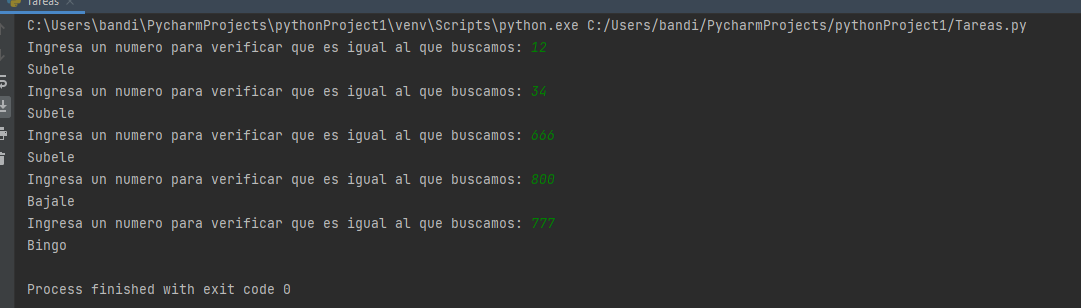 Tareas
C:\Users\bandi\PycharmProjects\pythonProject1\venv\Scripts\python.exe C:/Users/bandi/PycharmProjects/pythonProject1/Tareas.py
Ingresa un numero para verificar que es igual al que buscamos: 12
Subele
Ingresa un numero para verificar que es igual al que buscamos: 34
Subele
Ingresa un numero para verificar que es igual al que buscamos: 666
Subele
Ingresa un numero para verificar que es igual al que buscamos: 800
Bajale
Ingresa un numero para verificar que es igual al que buscamos: 777
Bingo
Process finished with exit code 0